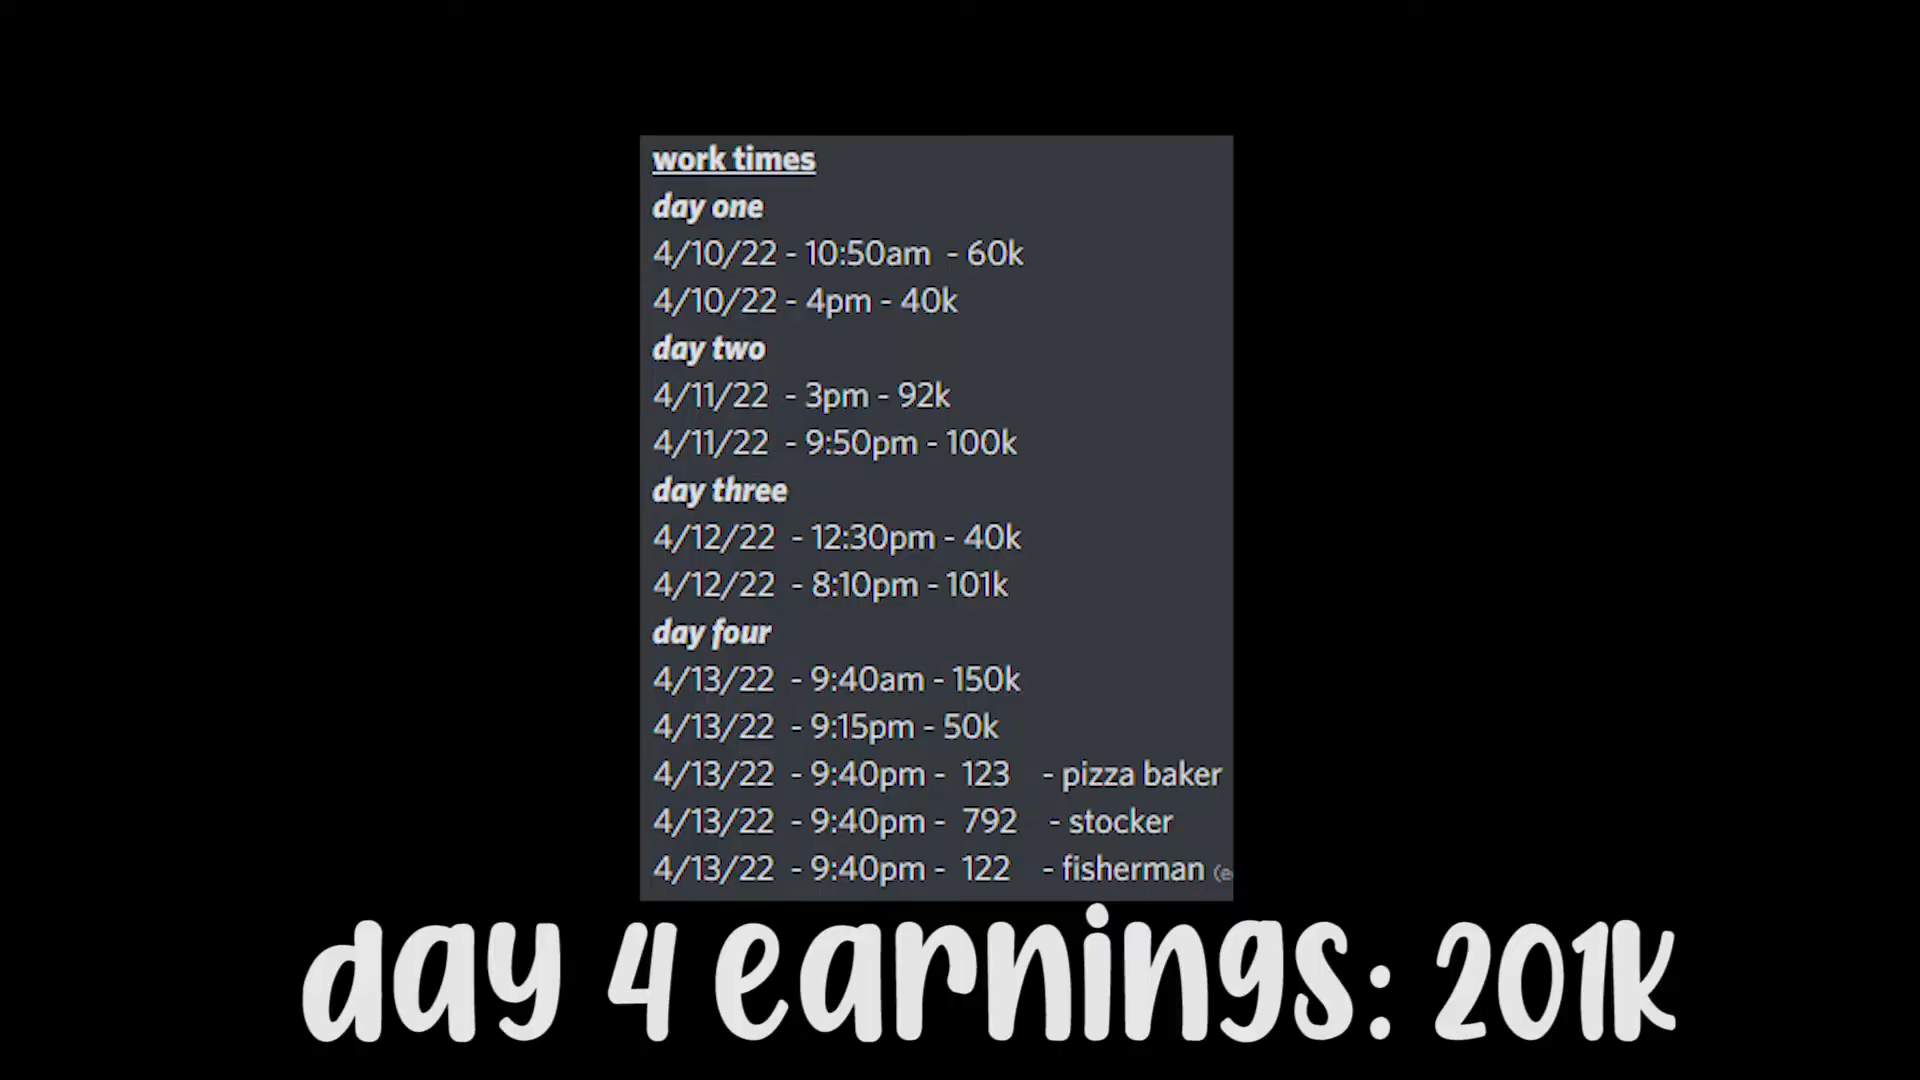 work times
day one
4/10/22 - 10:50am - 60k
4/10/22 - 4pm - 40k
day two
4/11/22 - 3pm - 92k
4/11/22 - 9:50pm - 100k
day three
4/12/22 - 12:30pm - 40k
4/12/22 - 8:10pm - 101k
day four
4/13/22 - 9:40am - 150k
4/13/22 - 9:15pm - 50k
4/13/22 - 9:40pm - 123 - pizza baker
4/13/22 - 9:40pm - 792 - stocker
4/13/22 - 9:40pm - 122 - fisherman (e
day 4 earnings: 201k